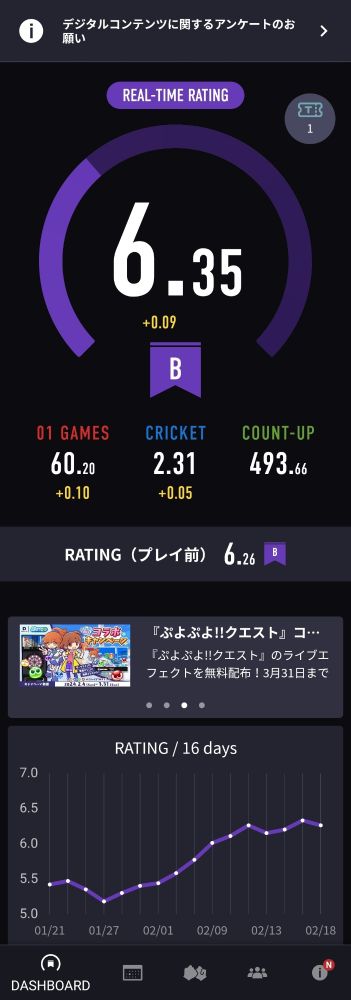 デジタルコンテンツに関するアンケートのお
願い
REAL-TIME RATING
1
6.35
+0.09
B
01 GAMES
CRICKET
COUNT-UP
60.20
2.31
493.66
+0.10
+0.05
RATING（プレイ前） 6.26 B
『ぷよぷよ!!クエスト』コ…
『ぷよぷよ!!クエスト』のライブエ
フェクトを無料配布！3月31日まで
コラボ
RATING / 16 days
7.0
6.5
6.0
5.5
5.0
01/21
01/27
02/01
02/09
02/13
02/18
N
DASHBOARD